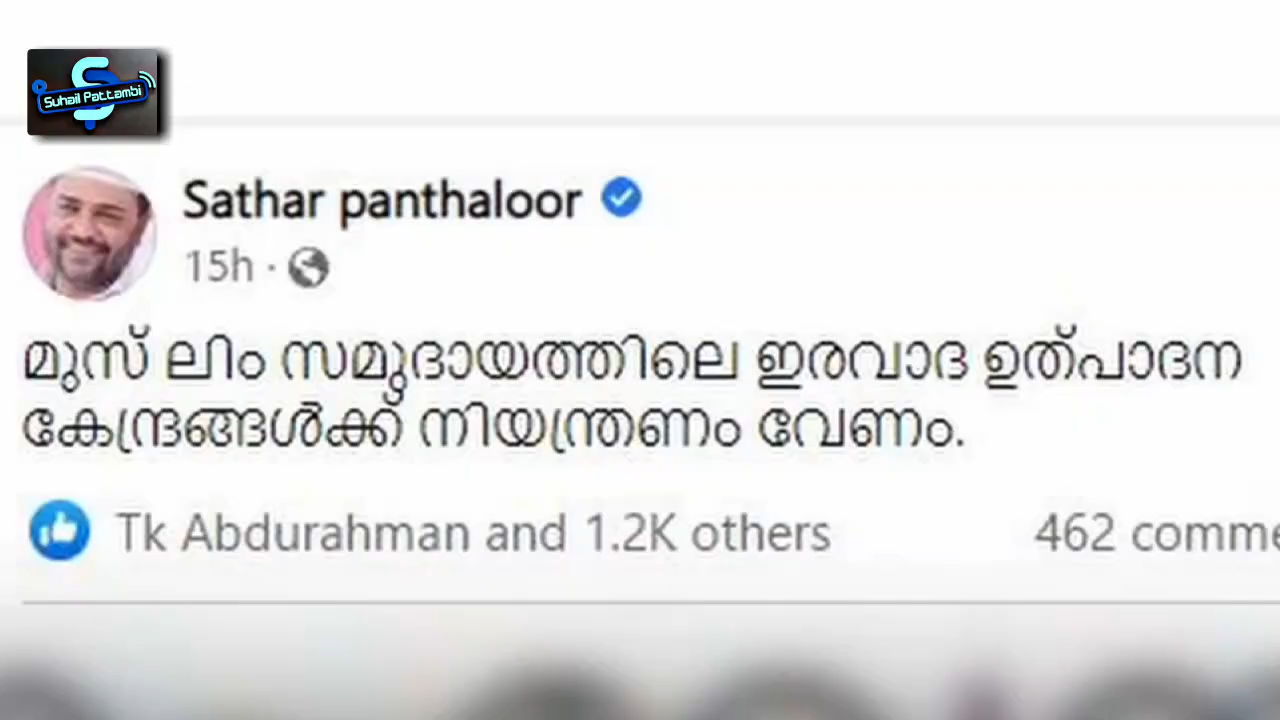 Suhail Pattambi
Sathar panthaloor
15h ·
മുസ് ലിം സമുദായത്തിലെ ഇരവാദ ഉത്പാദന
കേന്ദ്രങ്ങൾക്ക് നിയന്ത്രണം വേണം.
Tk Abdurahman and 1.2K others 462 comme